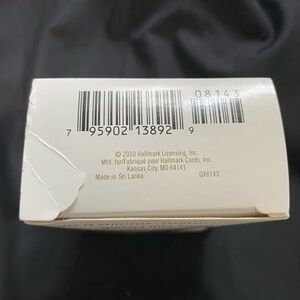 08143
7 95902 13892 9
© 2010 Hallmark Licensing, Inc.
Mfd. for/Fabriqué pour Hallmark Cards, Inc.
Kansas City, MO 64141
Made in Sri Lanka QX8143